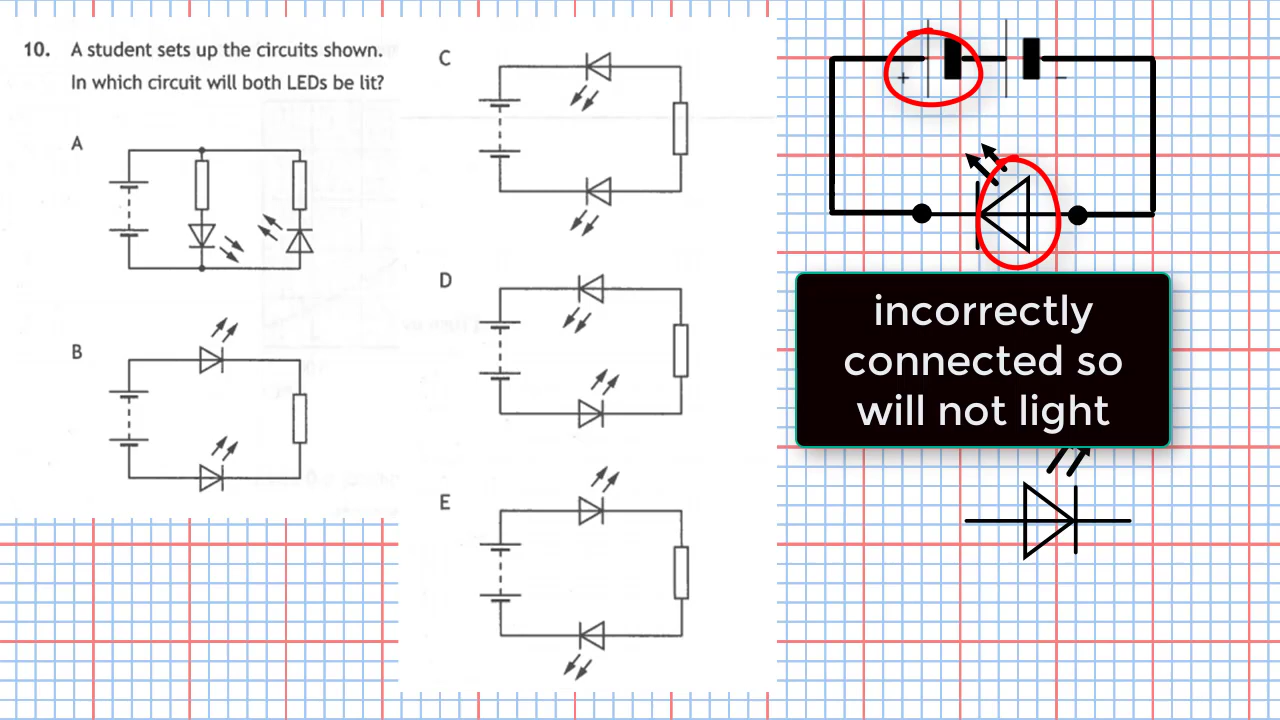 10. A student sets up the circuits shown.
In which circuit will both LEDs be lit?
A
B
C
D
E
+ −
incorrectly
connected so
will not light